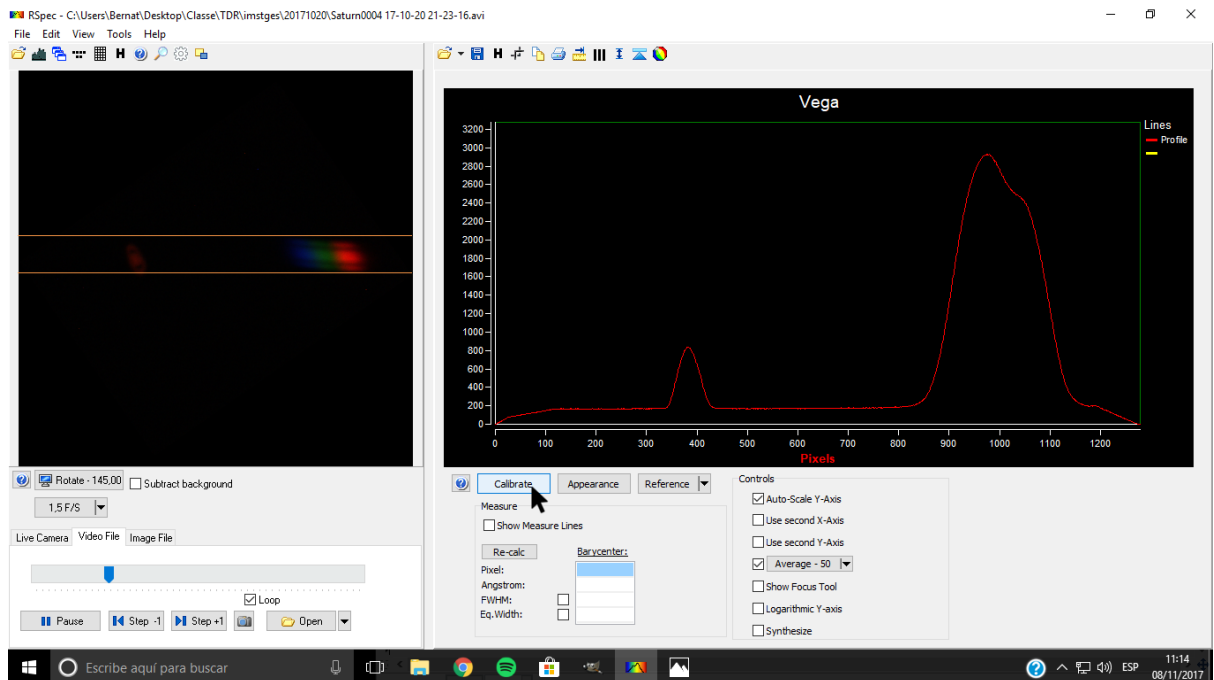 RSpec - C:\Users\Bernat\Desktop\Classe\TDR\imstges\20171020\Saturn0004 17-10-20 21-23-16.avi
File Edit View Tools Help
H
H
Vega
Lines
Profile
3200
3000
2800
2600
2400
2200
2000
1800
1600
1400
1200
1000
800
600
400
200
0
0 100 200 300 400 500 600 700 800 900 1000 1100 1200
Pixels
Rotate - 145,00 Subtract background
1,5 F/S
Live Camera Video File Image File
Loop
Pause Step -1 Step +1 Open
Calibrate Appearance Reference
Measure
Show Measure Lines
Re-calc Barycenter:
Pixel:
Angstrom:
FWHM:
Eq.Width:
Controls
Auto-Scale Y-Axis
Use second X-Axis
Use second Y-Axis
Average - 50
Show Focus Tool
Logarithmic Y-axis
Synthesize
Escribe aquí para buscar
ESP
11:14
08/11/2017